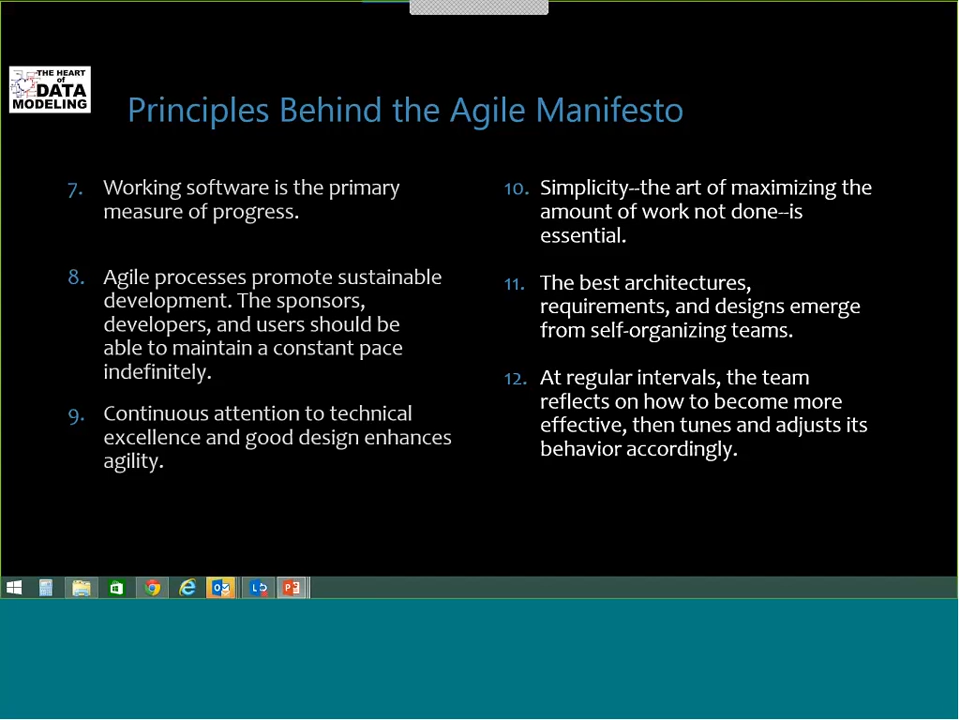 THE HEART
of
DATA
MODELING
Principles Behind the Agile Manifesto
7. Working software is the primary
measure of progress.
8. Agile processes promote sustainable
development. The sponsors,
developers, and users should be
able to maintain a constant pace
indefinitely.
9. Continuous attention to technical
excellence and good design enhances
agility.
10. Simplicity--the art of maximizing the
amount of work not done--is
essential.
11. The best architectures,
requirements, and designs emerge
from self-organizing teams.
12. At regular intervals, the team
reflects on how to become more
effective, then tunes and adjusts its
behavior accordingly.